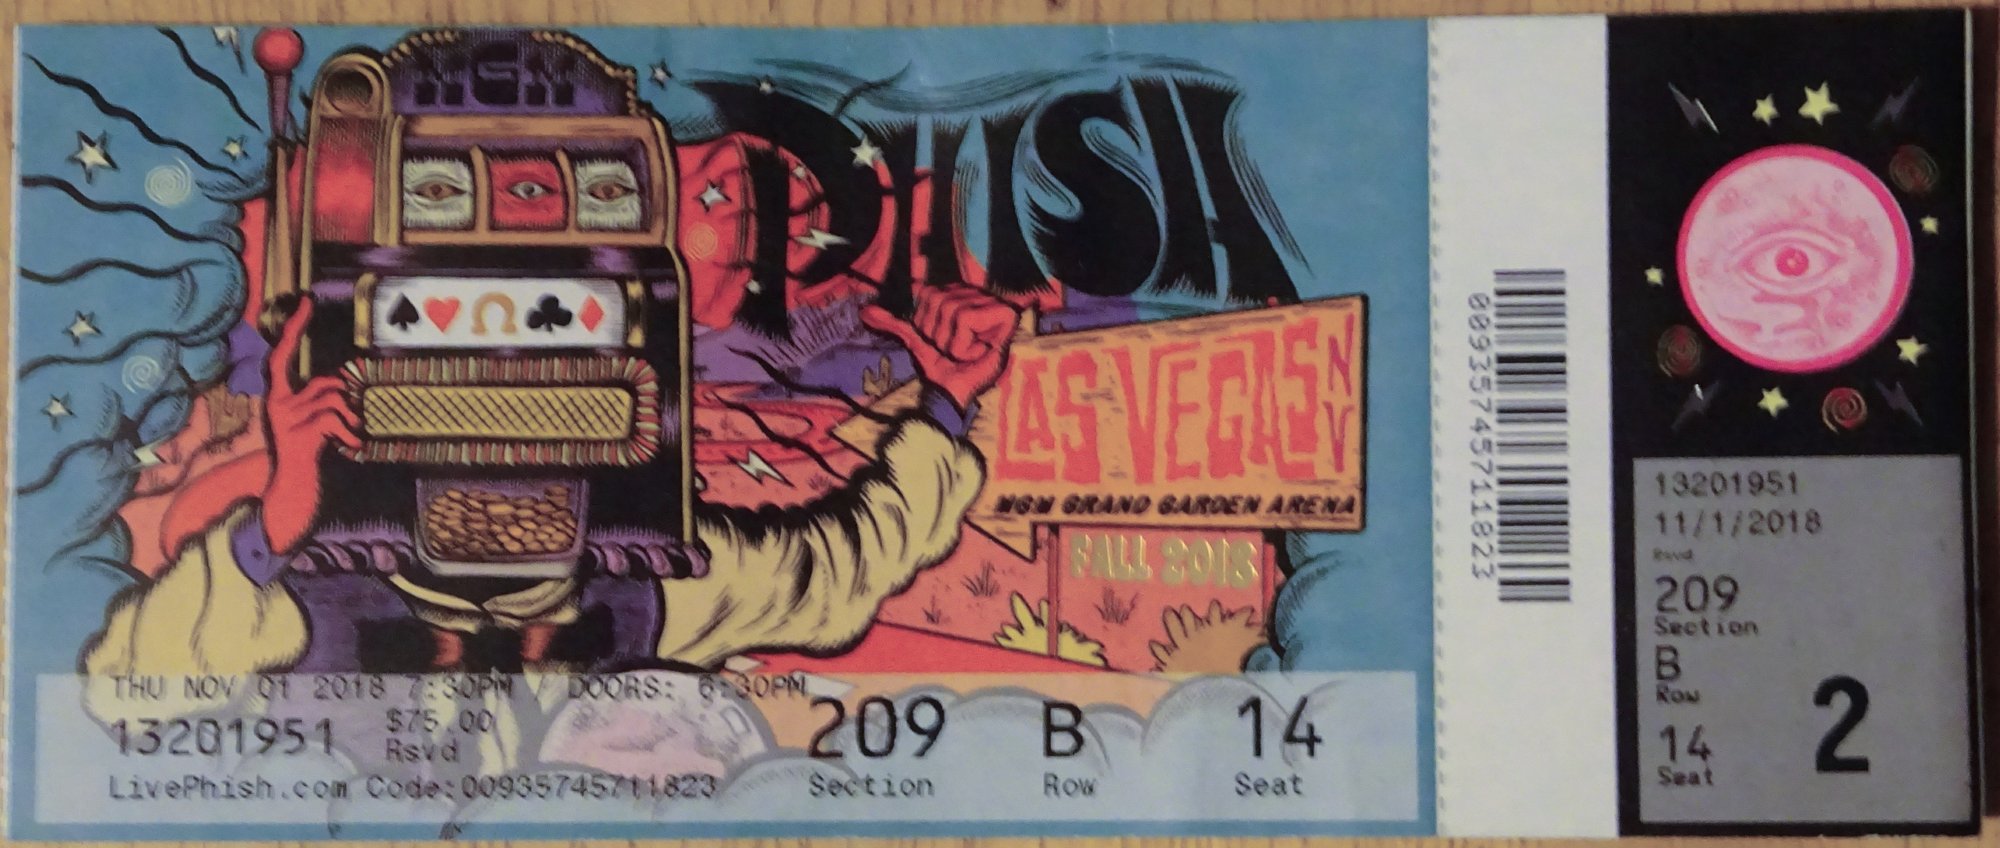 MGM
PHISH
LAS VEGAS NV
MGM GRAND GARDEN ARENA
FALL 2018
THU NOV 01 2018 7:30PM / DOORS: 6:30PM
13201951
$75.00
Rsvd
LivePhish.com Code:00935745711823
209
Section
B
Row
14
Seat
00935745711823
13201951
11/1/2018
Rsvd
209
Section
B
Row
14
Seat
2